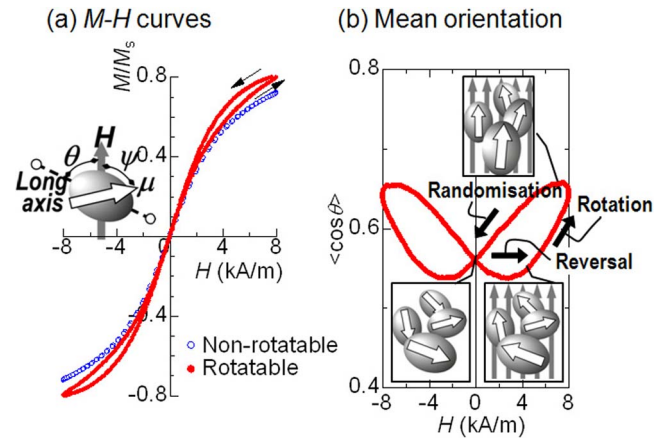 (a) M-H curves
(b) Mean orientation
M/Mₛ
0.8
0.4
-8
-4
0
4
8
H (kA/m)
-0.4
-0.8
H
θ
ψ
μ
Long
axis
Non-rotatable
Rotatable
<cosθ>
0.8
0.6
0.4
-8
-4
0
4
8
H (kA/m)
Randomisation
Rotation
Reversal